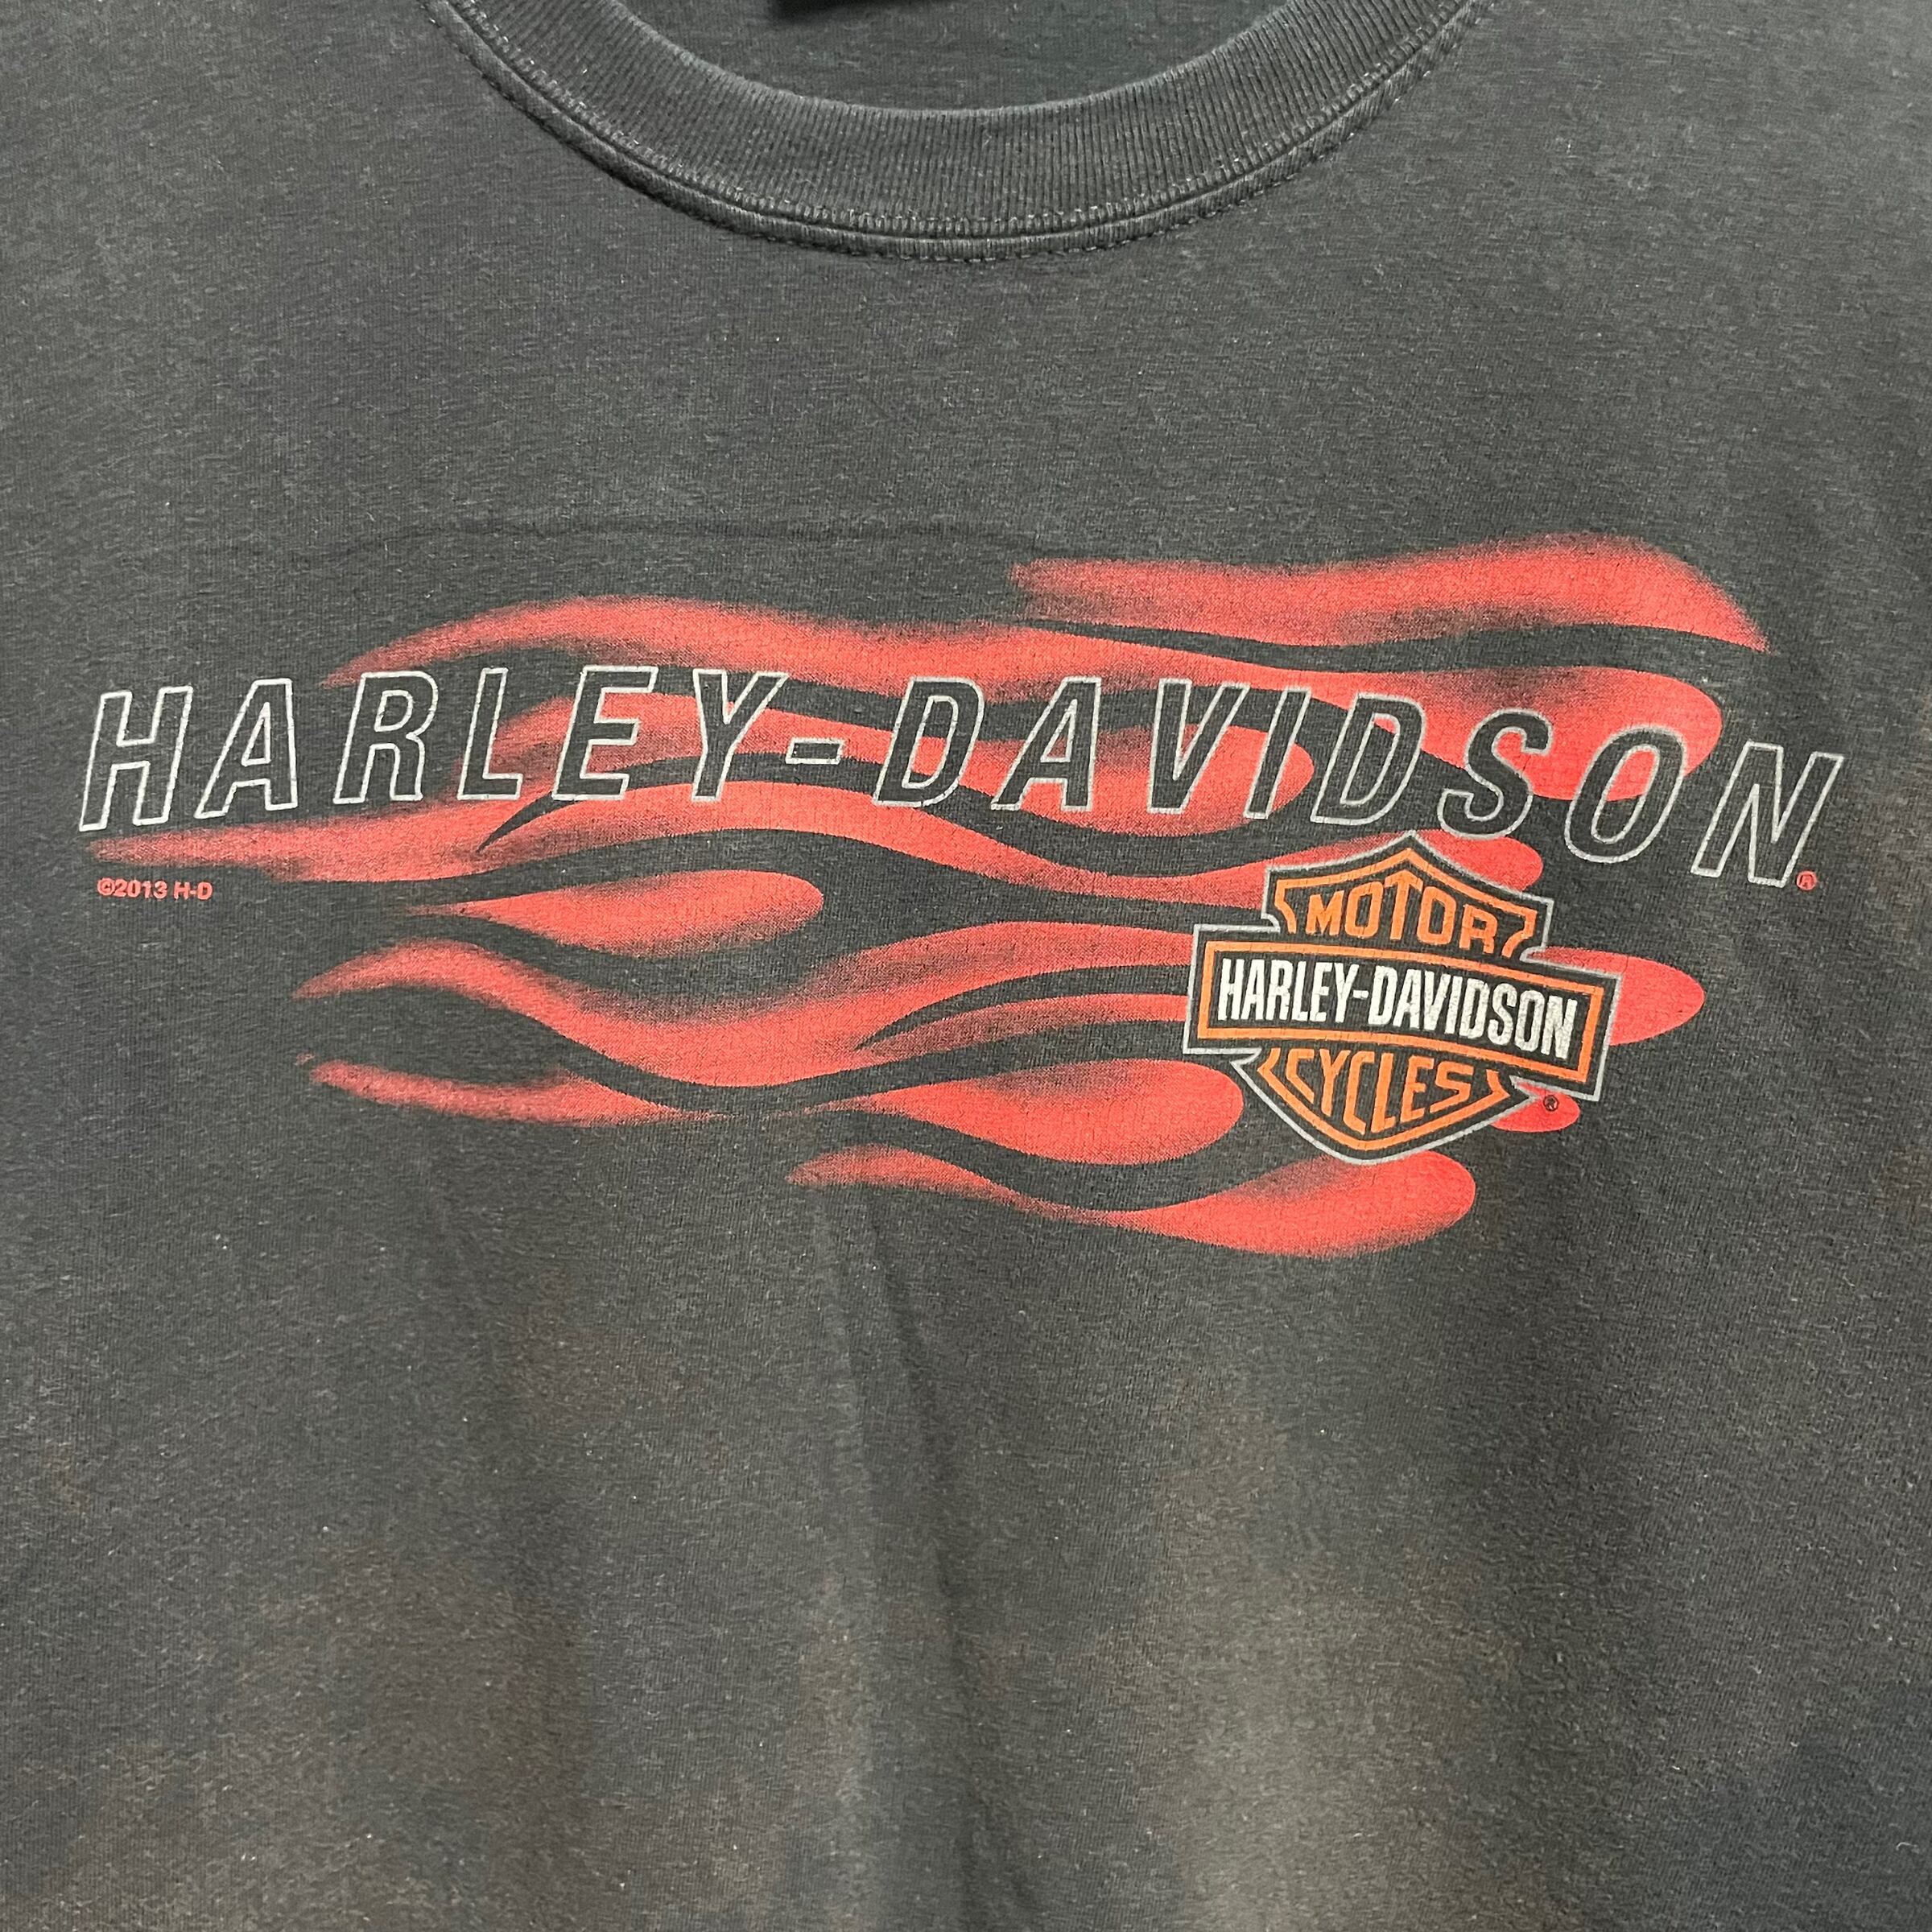 HARLEY-DAVIDSON®
©2013 H-D
MOTOR
HARLEY-DAVIDSON
CYCLES
®